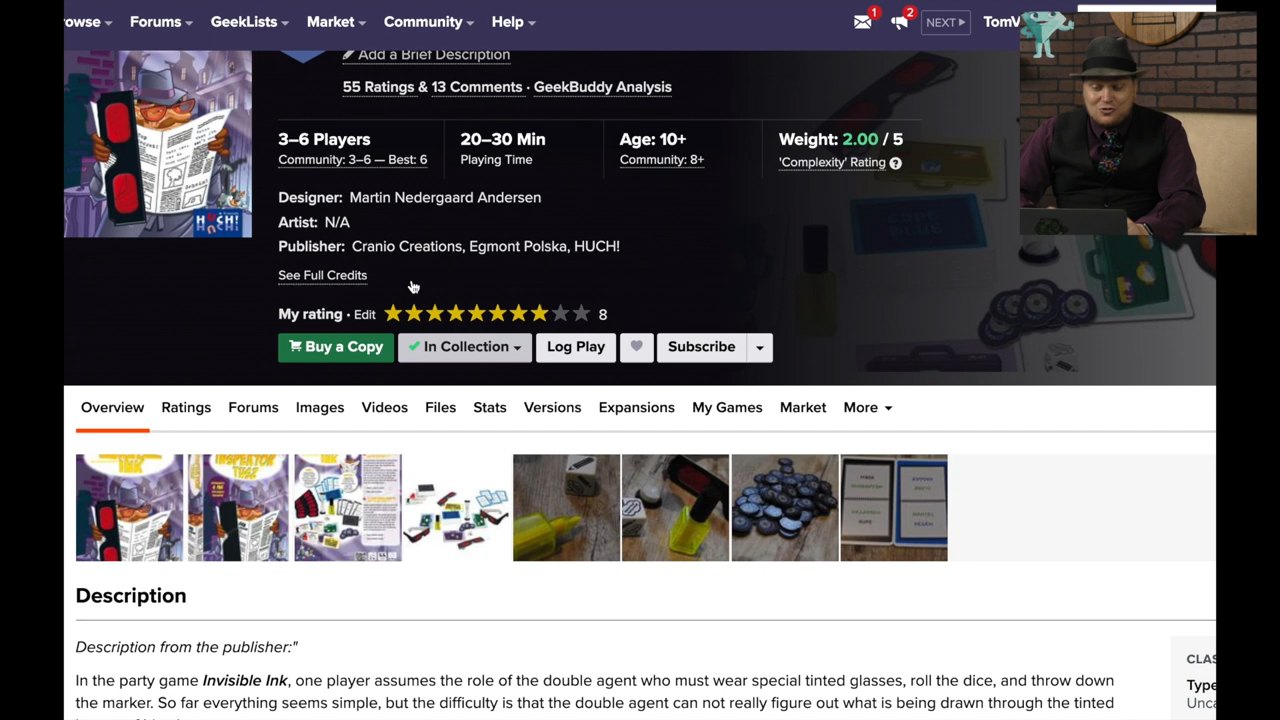 owse Forums GeekLists Market Community Help 1 2 NEXT TomV
Add a Brief Description
55 Ratings & 13 Comments · GeekBuddy Analysis
3–6 Players 20–30 Min Age: 10+ Weight: 2.00 / 5
Community: 3–6 — Best: 6 Playing Time Community: 8+ 'Complexity' Rating ?
Designer: Martin Nedergaard Andersen
Artist: N/A
HUCH!
Publisher: Cranio Creations, Egmont Polska, HUCH!
See Full Credits
My rating · Edit 8
Buy a Copy In Collection Log Play Subscribe
Overview Ratings Forums Images Videos Files Stats Versions Expansions My Games Market More
INK INSPECTOR INK
Description
Description from the publisher:"
In the party game Invisible Ink, one player assumes the role of the double agent who must wear special tinted glasses, roll the dice, and throw down
the marker. So far everything seems simple, but the difficulty is that the double agent can not really figure out what is being drawn through the tinted
CLAS
Type
Unca